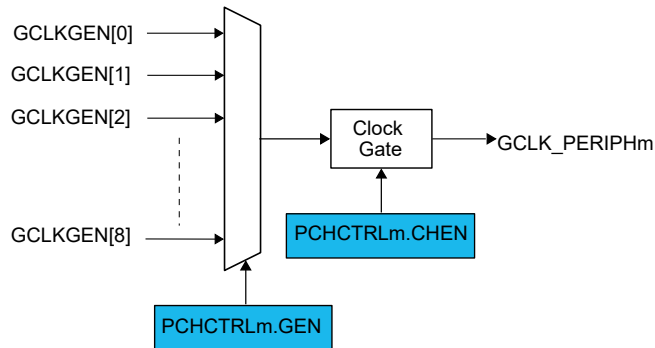 GCLKGEN[0]
GCLKGEN[1]
GCLKGEN[2]
Clock
Gate
GCLK_PERIPHm
GCLKGEN[8]
PCHCTRLm.CHEN
PCHCTRLm.GEN